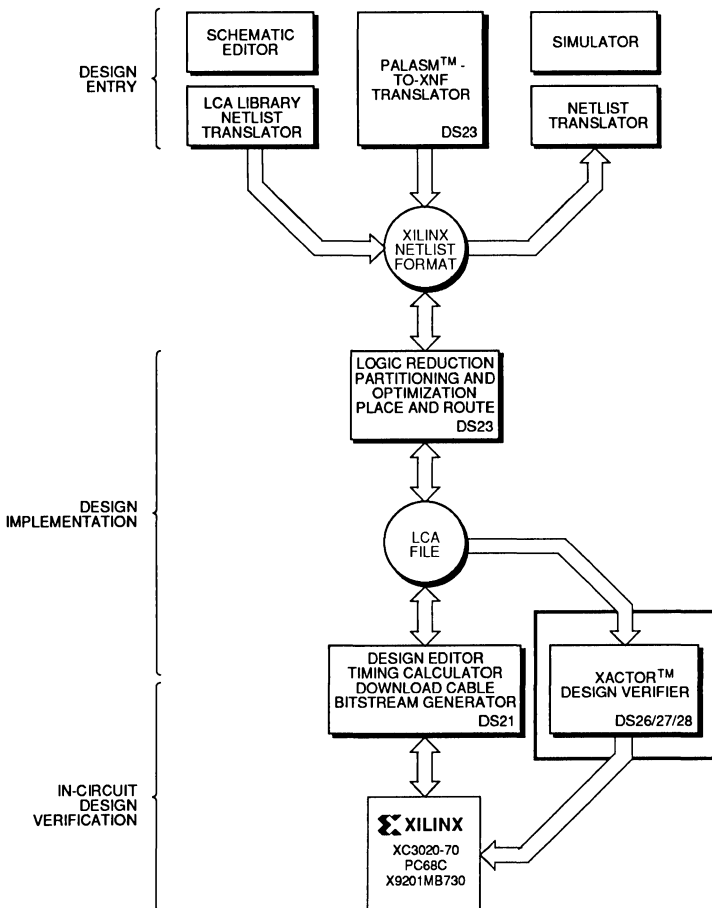 DESIGN
ENTRY
SCHEMATIC
EDITOR
LCA LIBRARY
NETLIST
TRANSLATOR
PALASM™ -
TO-XNF
TRANSLATOR
DS23
SIMULATOR
NETLIST
TRANSLATOR
XILINX
NETLIST
FORMAT
DESIGN
IMPLEMENTATION
LOGIC REDUCTION
PARTITIONING AND
OPTIMIZATION
PLACE AND ROUTE
DS23
LCA
FILE
DESIGN EDITOR
TIMING CALCULATOR
DOWNLOAD CABLE
BITSTREAM GENERATOR
DS21
XACTOR™
DESIGN VERIFIER
DS26/27/28
IN-CIRCUIT
DESIGN
VERIFICATION
XILINX
XC3020-70
PC68C
X9201MB730